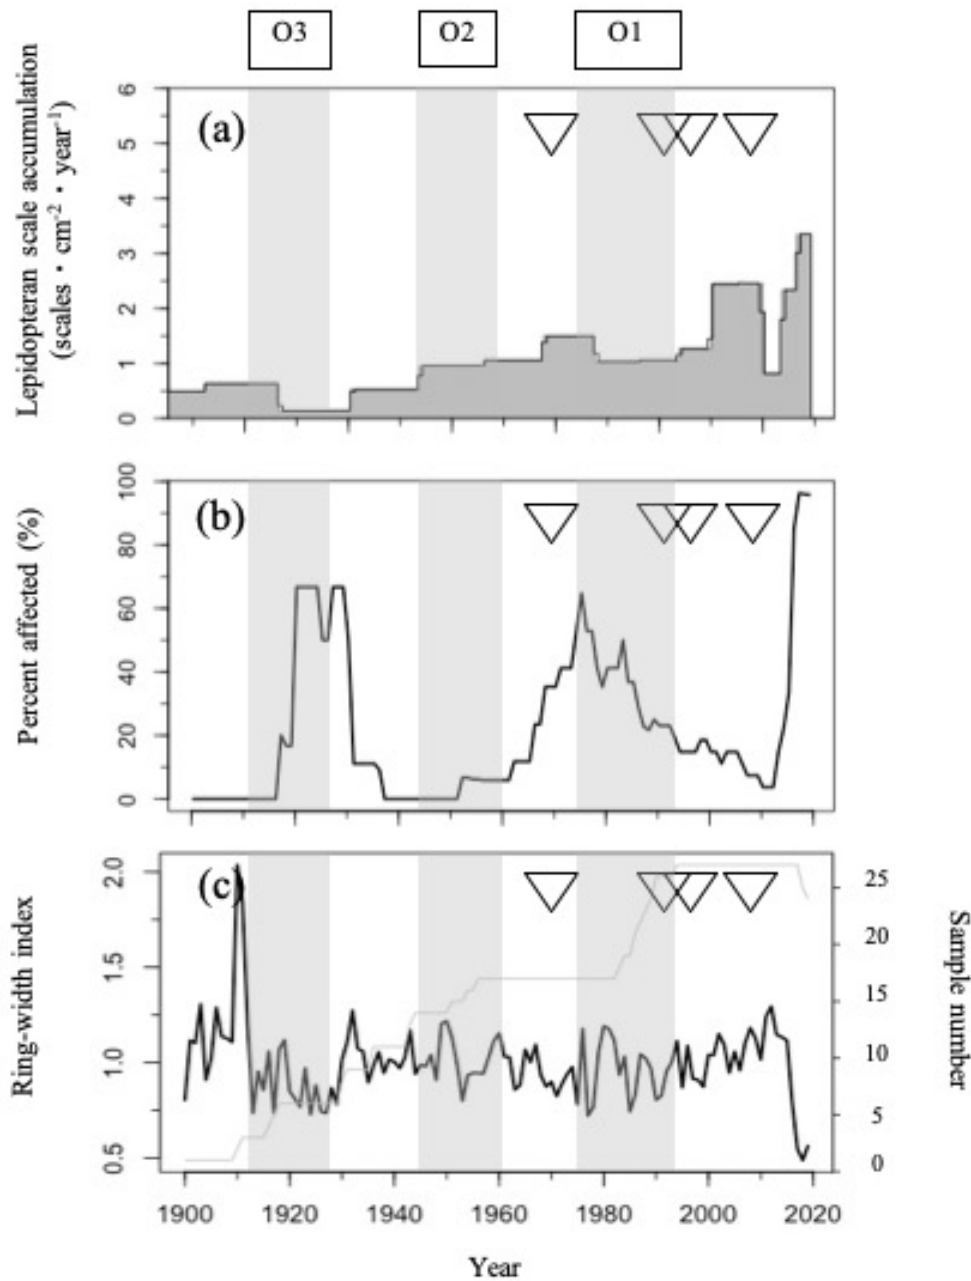 O3 O2 O1
Lepidopteran scale accumulation
(scales · cm-2 · year-1)
6
5
4
3
2
1
0
(a)
Percent affected (%)
100
80
60
40
20
0
(b)
Ring-width index
2.0
1.5
1.0
0.5
(c)
25
20
15
10
5
0
Sample number
1900 1920 1940 1960 1980 2000 2020
Year